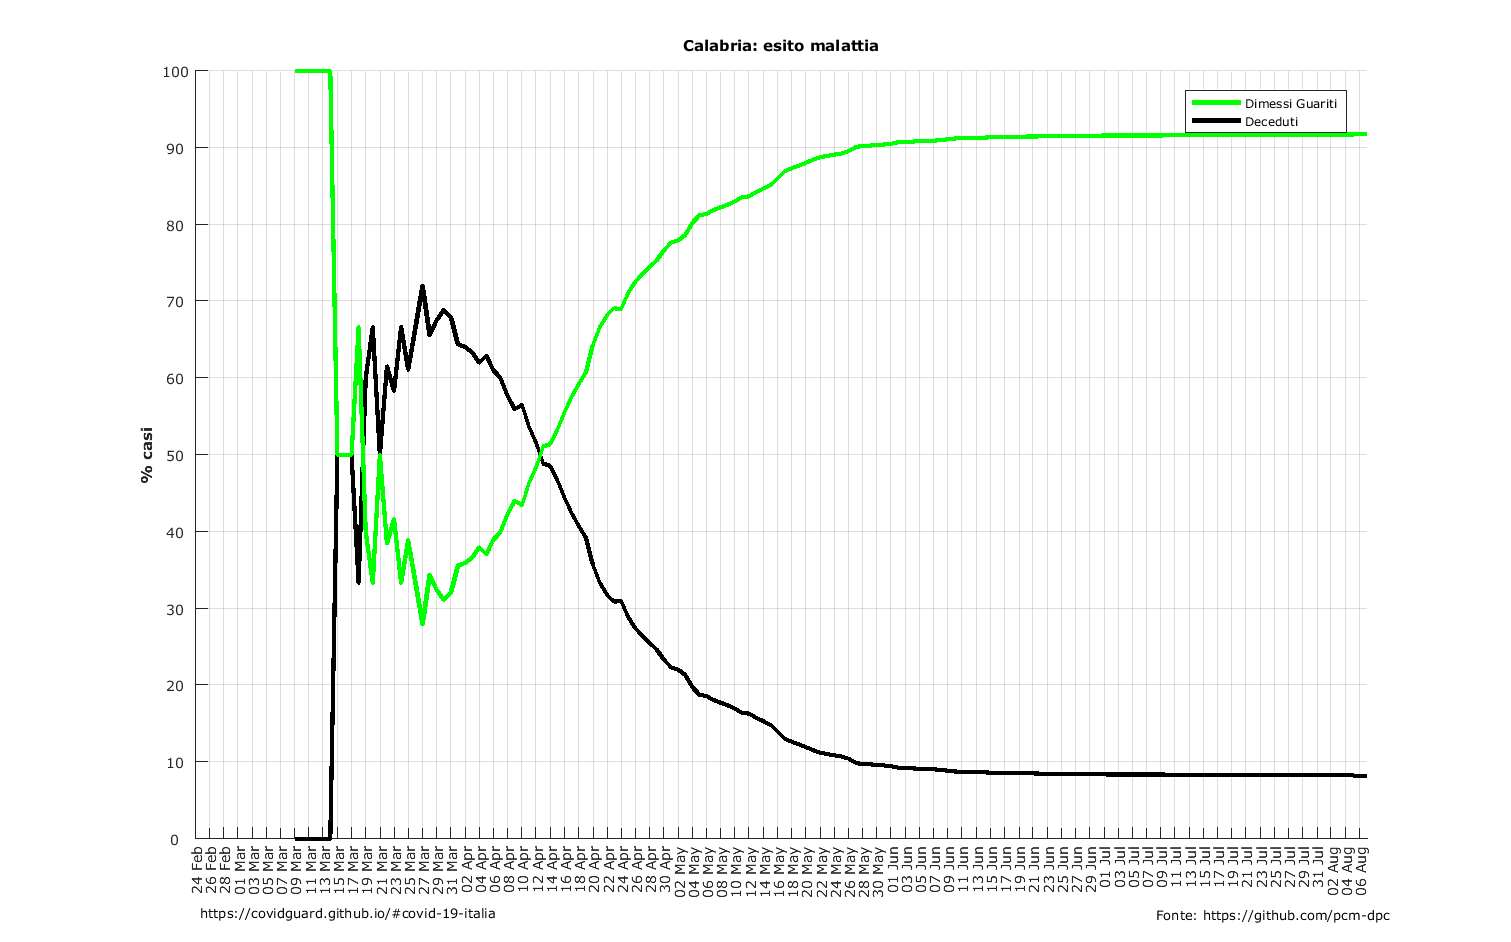 Calabria: esito malattia
100
90
80
70
60
50
40
30
20
10
0
% casi
Dimessi Guariti
Deceduti
24 Feb
26 Feb
28 Feb
01 Mar
03 Mar
05 Mar
07 Mar
09 Mar
11 Mar
13 Mar
15 Mar
17 Mar
19 Mar
21 Mar
23 Mar
25 Mar
27 Mar
29 Mar
31 Mar
02 Apr
04 Apr
06 Apr
08 Apr
10 Apr
12 Apr
14 Apr
16 Apr
18 Apr
20 Apr
22 Apr
24 Apr
26 Apr
28 Apr
30 Apr
02 May
04 May
06 May
08 May
10 May
12 May
14 May
16 May
18 May
20 May
22 May
24 May
26 May
28 May
30 May
01 Jun
03 Jun
05 Jun
07 Jun
09 Jun
11 Jun
13 Jun
15 Jun
17 Jun
19 Jun
21 Jun
23 Jun
25 Jun
27 Jun
29 Jun
01 Jul
03 Jul
05 Jul
07 Jul
09 Jul
11 Jul
13 Jul
15 Jul
17 Jul
19 Jul
21 Jul
23 Jul
25 Jul
27 Jul
29 Jul
31 Jul
02 Aug
04 Aug
06 Aug
https://covidguard.github.io/#covid-19-italia
Fonte: https://github.com/pcm-dpc